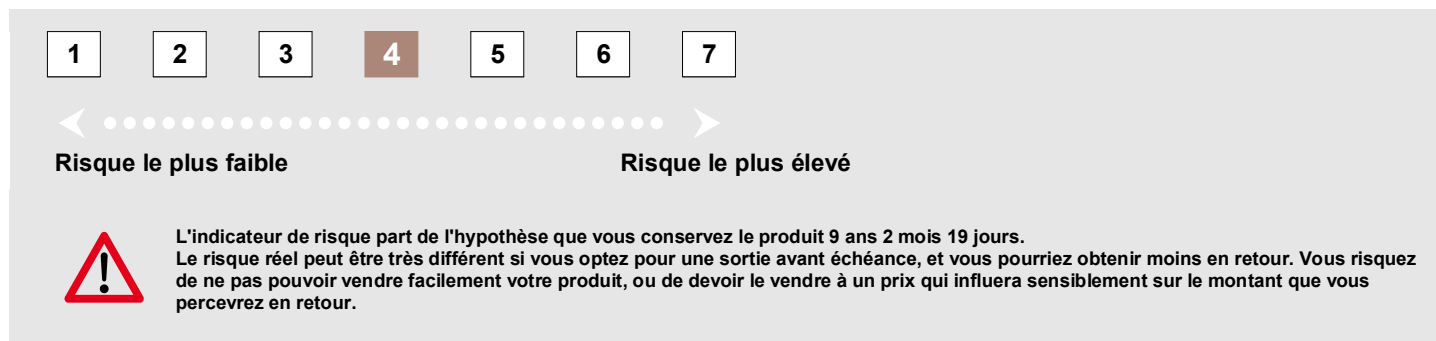 1 2 3 4 5 6 7
Risque le plus faible Risque le plus élevé
L'indicateur de risque part de l'hypothèse que vous conservez le produit 9 ans 2 mois 19 jours.
Le risque réel peut être très différent si vous optez pour une sortie avant échéance, et vous pourriez obtenir moins en retour. Vous risquez
de ne pas pouvoir vendre facilement votre produit, ou de devoir le vendre à un prix qui influera sensiblement sur le montant que vous
percevrez en retour.